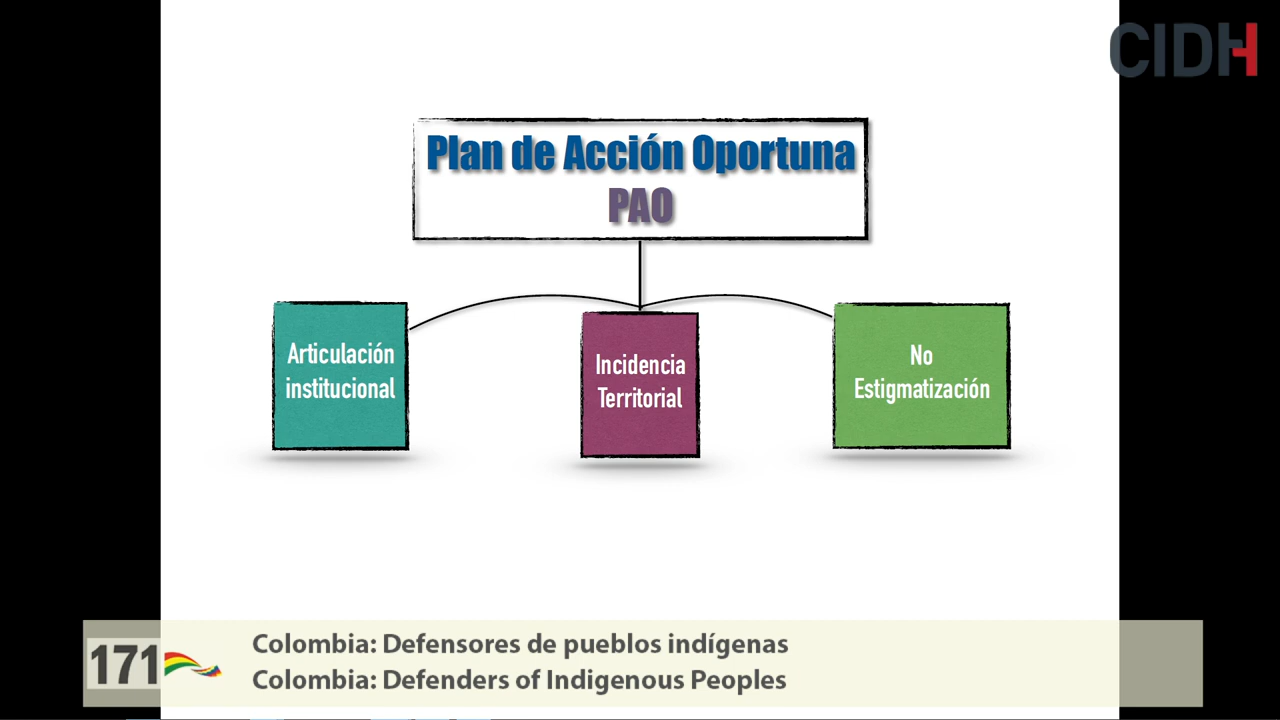 CIDH
Plan de Acción Oportuna
PAO
Articulación
institucional
Incidencia
Territorial
No
Estigmatización
171
Colombia: Defensores de pueblos indígenas
Colombia: Defenders of Indigenous Peoples